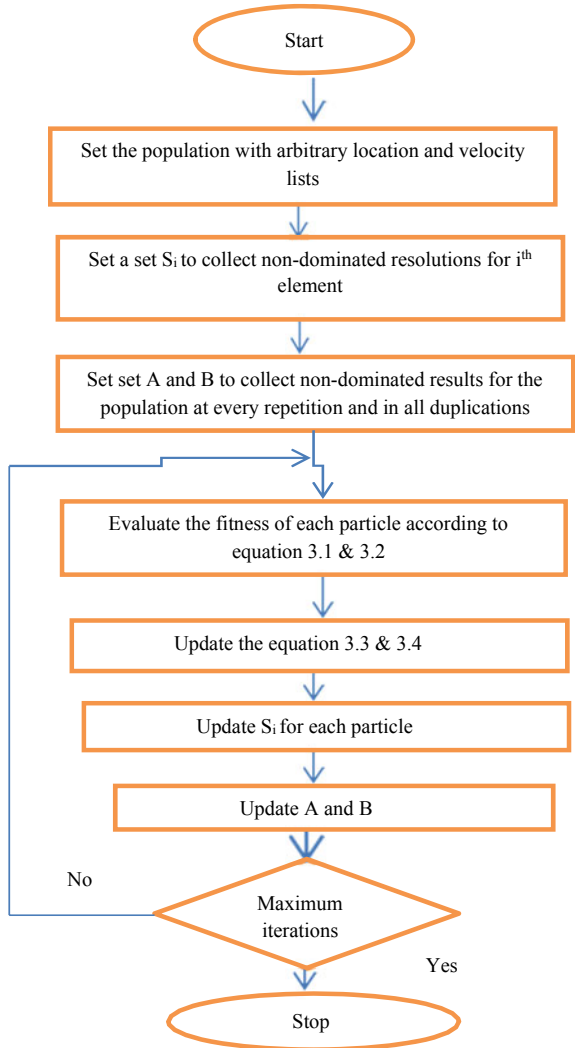 Start
Set the population with arbitrary location and velocity
lists
Set a set Sᵢ to collect non-dominated resolutions for iᵗʰ
element
Set set A and B to collect non-dominated results for the
population at every repetition and in all duplications
Evaluate the fitness of each particle according to
equation 3.1 & 3.2
Update the equation 3.3 & 3.4
Update Sᵢ for each particle
Update A and B
No
Maximum
iterations
Yes
Stop